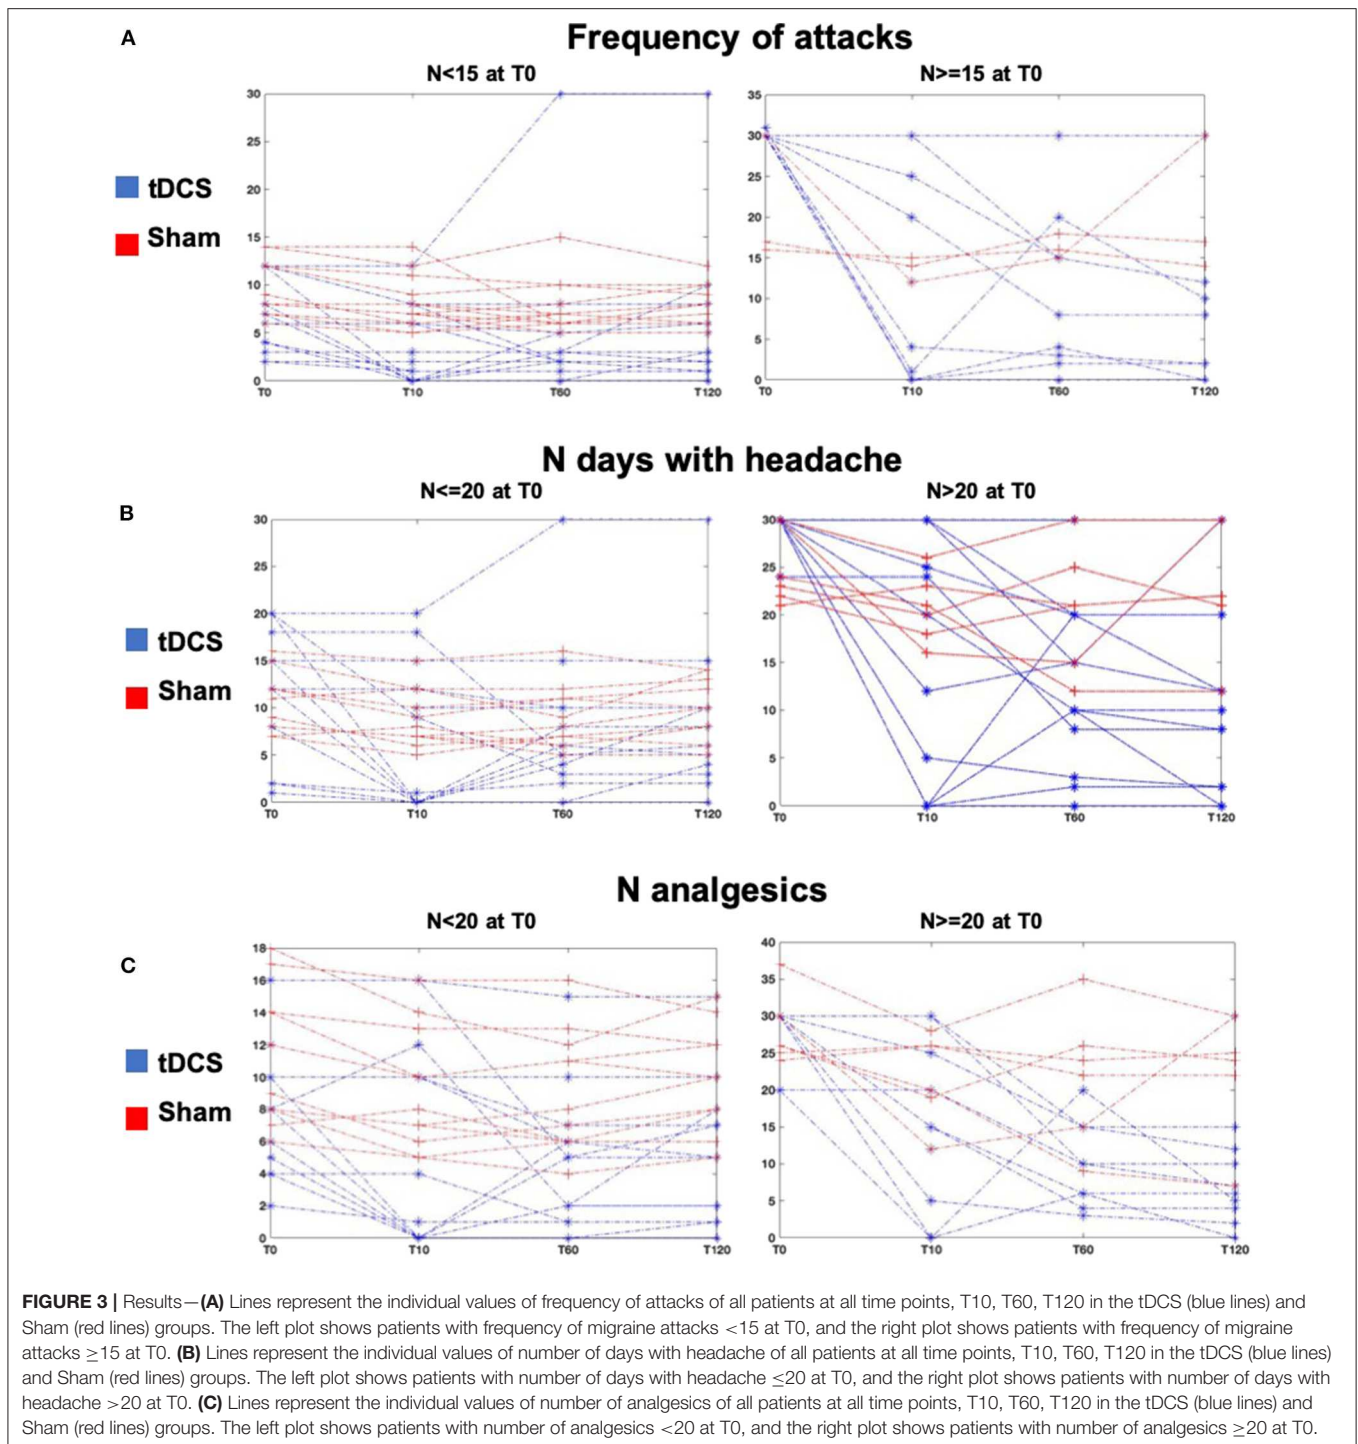 A
Frequency of attacks
N<15 at T0
N>=15 at T0
tDCS
Sham
30
25
20
15
10
5
0
T0
T10
T60
T120
35
30
25
20
15
10
5
0
T0
T10
T60
T120
N days with headache
N<=20 at T0
N>20 at T0
B
tDCS
Sham
30
25
20
15
10
5
0
T0
T10
T60
T120
30
25
20
15
10
5
0
T0
T10
T60
T120
N analgesics
N<20 at T0
N>=20 at T0
C
tDCS
Sham
18
16
14
12
10
8
6
4
2
0
T0
T10
T60
T120
40
35
30
25
20
15
10
5
0
T0
T10
T60
T120
FIGURE 3 | Results—(A) Lines represent the individual values of frequency of attacks of all patients at all time points, T10, T60, T120 in the tDCS (blue lines) and
Sham (red lines) groups. The left plot shows patients with frequency of migraine attacks <15 at T0, and the right plot shows patients with frequency of migraine
attacks ≥15 at T0. (B) Lines represent the individual values of number of days with headache of all patients at all time points, T10, T60, T120 in the tDCS (blue lines)
and Sham (red lines) groups. The left plot shows patients with number of days with headache ≤20 at T0, and the right plot shows patients with number of days with
headache >20 at T0. (C) Lines represent the individual values of number of analgesics of all patients at all time points, T10, T60, T120 in the tDCS (blue lines) and
Sham (red lines) groups. The left plot shows patients with number of analgesics <20 at T0, and the right plot shows patients with number of analgesics ≥20 at T0.